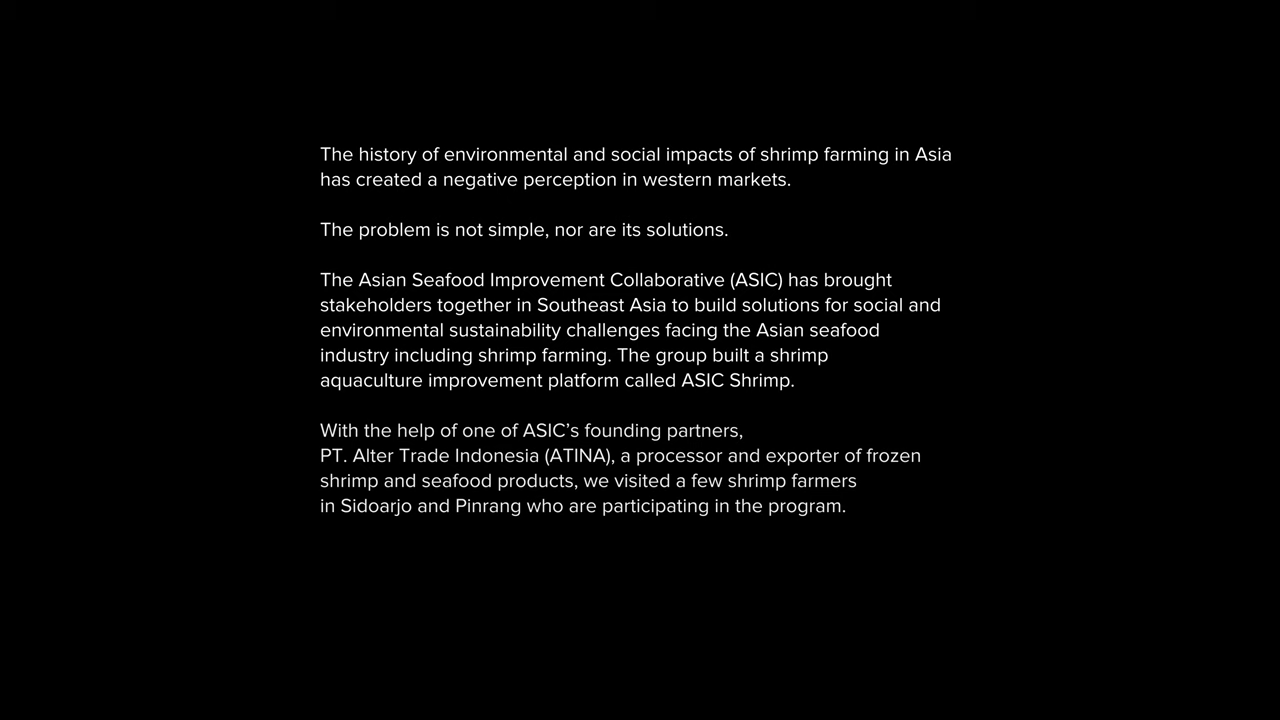 The history of environmental and social impacts of shrimp farming in Asia
has created a negative perception in western markets.
The problem is not simple, nor are its solutions.
The Asian Seafood Improvement Collaborative (ASIC) has brought
stakeholders together in Southeast Asia to build solutions for social and
environmental sustainability challenges facing the Asian seafood
industry including shrimp farming. The group built a shrimp
aquaculture improvement platform called ASIC Shrimp.
With the help of one of ASIC’s founding partners,
PT. Alter Trade Indonesia (ATINA), a processor and exporter of frozen
shrimp and seafood products, we visited a few shrimp farmers
in Sidoarjo and Pinrang who are participating in the program.